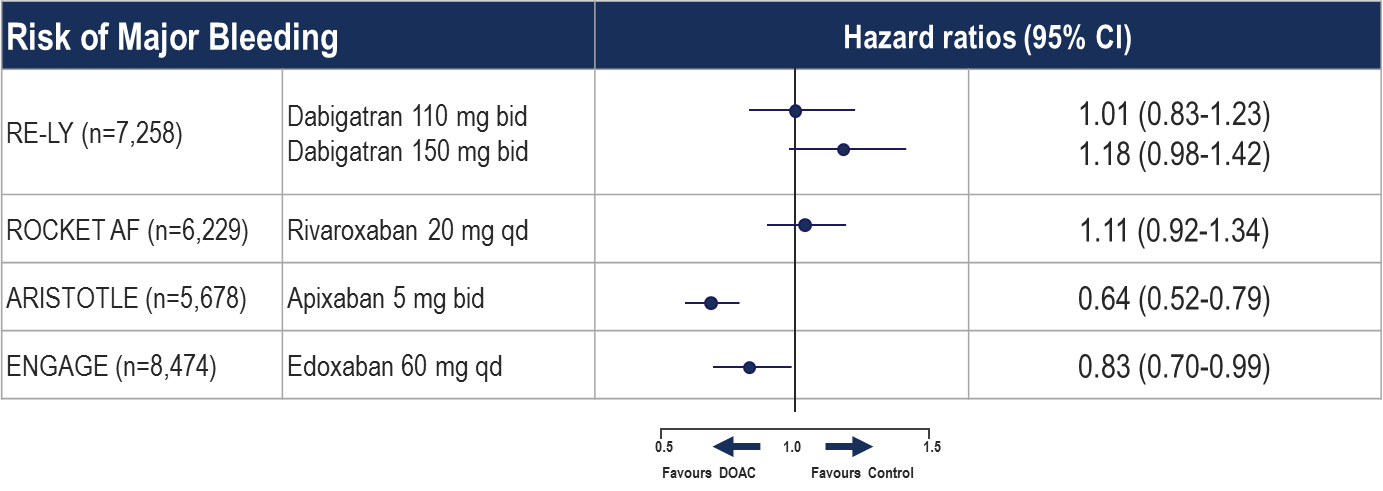 Risk of Major Bleeding
Hazard ratios (95% CI)
RE-LY (n=7,258)
Dabigatran 110 mg bid
1.01 (0.83-1.23)
Dabigatran 150 mg bid
1.18 (0.98-1.42)
ROCKET AF (n=6,229)
Rivaroxaban 20 mg qd
1.11 (0.92-1.34)
ARISTOTLE (n=5,678)
Apixaban 5 mg bid
0.64 (0.52-0.79)
ENGAGE (n=8,474)
Edoxaban 60 mg qd
0.83 (0.70-0.99)
0.5
1.0
1.5
Favours DOAC
Favours Control